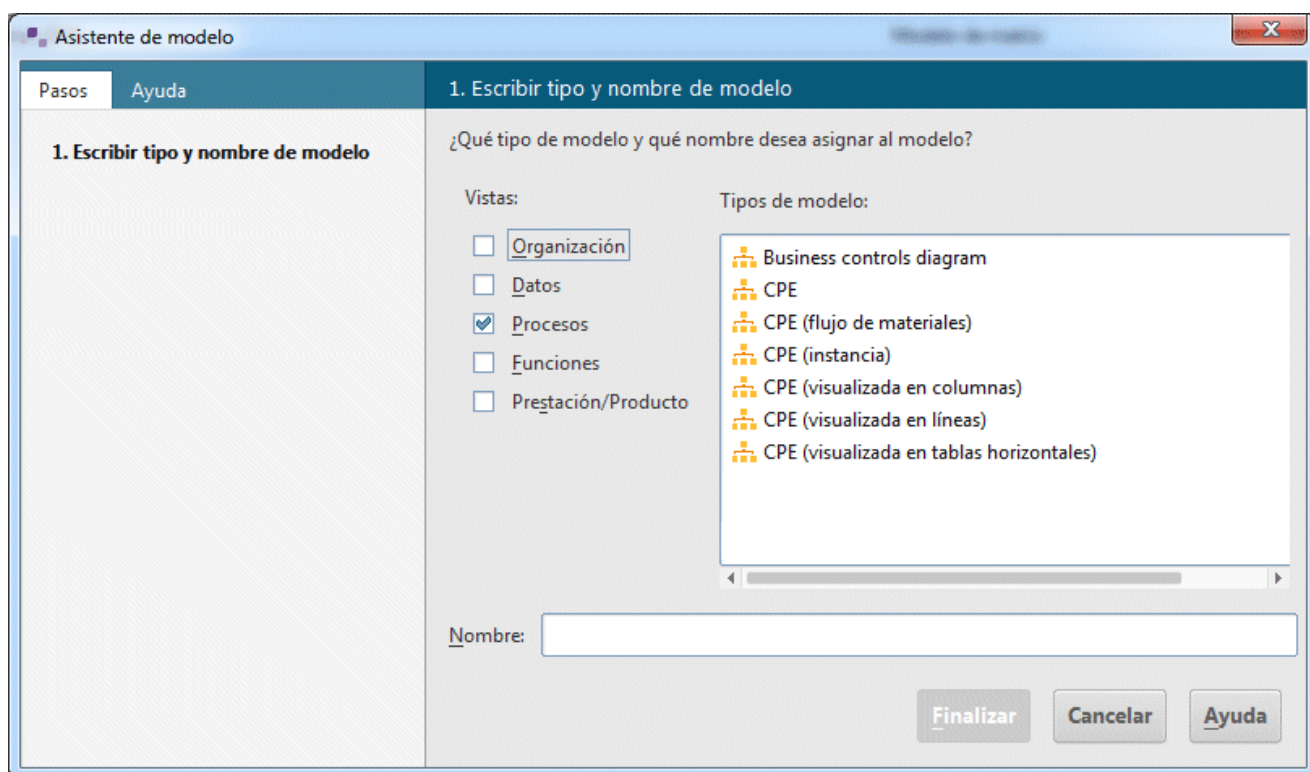 Asistente de modelo
Pasos
Ayuda
1. Escribir tipo y nombre de modelo
1. Escribir tipo y nombre de modelo
¿Qué tipo de modelo y qué nombre desea asignar al modelo?
Vistas:
Organización
Datos
Procesos
Funciones
Prestación/Producto
Tipos de modelo:
Business controls diagram
CPE
CPE (flujo de materiales)
CPE (instancia)
CPE (visualizada en columnas)
CPE (visualizada en líneas)
CPE (visualizada en tablas horizontales)
Nombre:
Finalizar
Cancelar
Ayuda